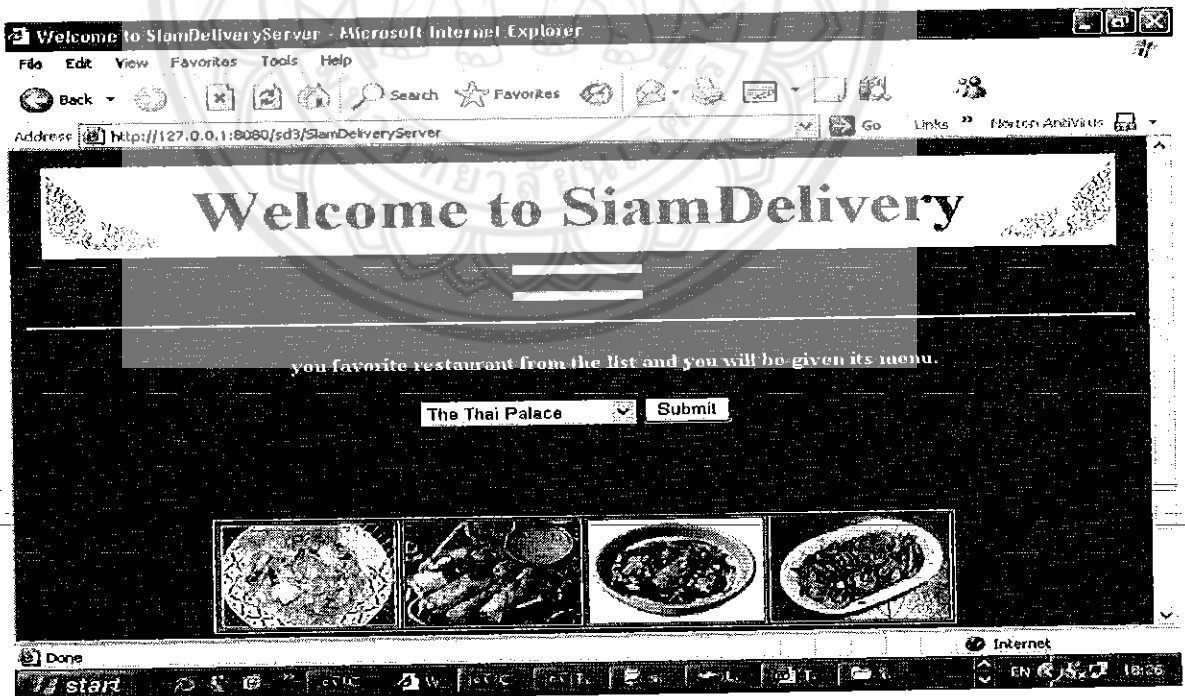 Welcome to SiamDeliveryServer - Microsoft Internet Explorer
File Edit View Favorites Tools Help
Back Search Favorites
Address http://127.0.0.1:8080/sd3/SiamDeliveryServer Go Links » Norton AntiVirus
Welcome to SiamDelivery
you favorite restaurant from the list and you will be given its menu.
The Thai Palace Submit
Done Internet
start EN 18:26